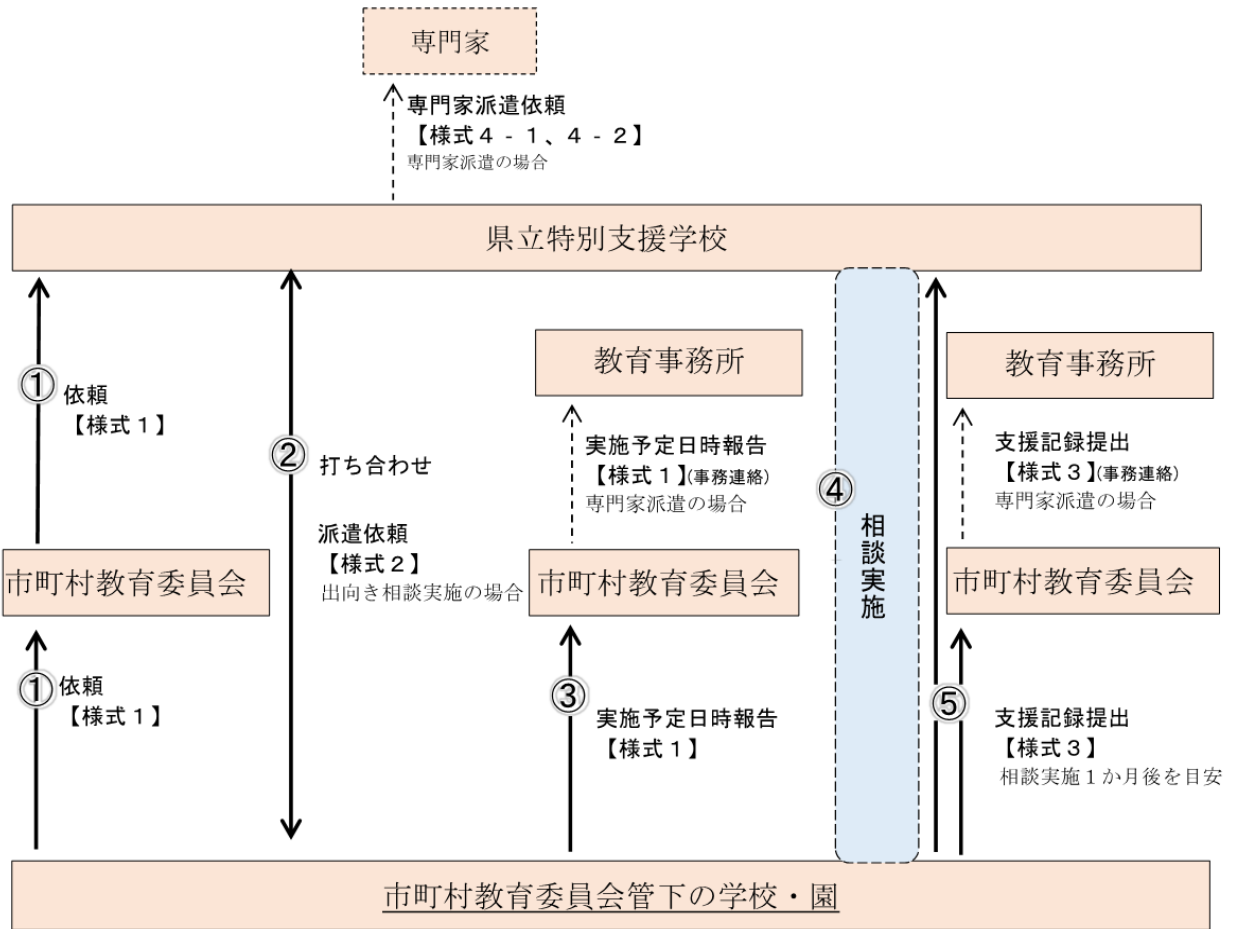 専門家
専門家派遣依頼
【様式４-１、４-２】
専門家派遣の場合
県立特別支援学校
①
依頼
【様式１】
市町村教育委員会
①
依頼
【様式１】
②
打ち合わせ
派遣依頼
【様式２】
出向き相談実施の場合
教育事務所
実施予定日時報告
【様式１】(事務連絡)
専門家派遣の場合
市町村教育委員会
③
実施予定日時報告
【様式１】
④
相談実施
教育事務所
支援記録提出
【様式３】(事務連絡)
専門家派遣の場合
市町村教育委員会
⑤
支援記録提出
【様式３】
相談実施１か月後を目安
市町村教育委員会管下の学校・園